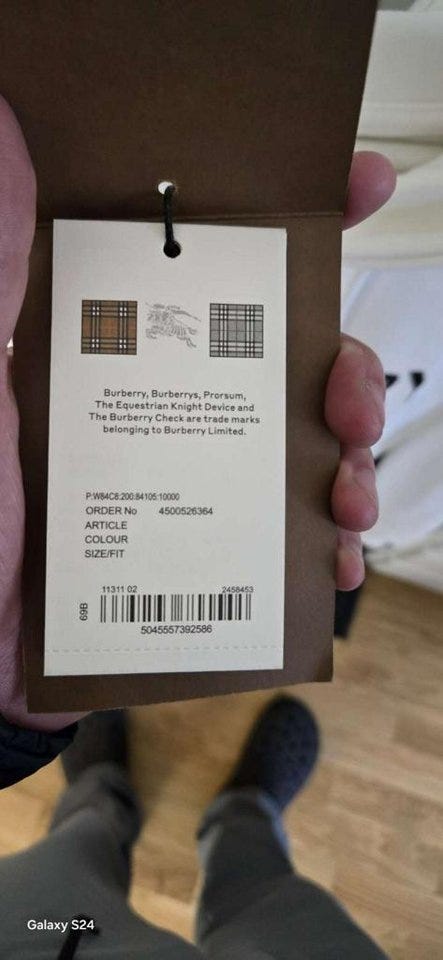 Burberry, Burberrys, Prorsum,
The Equestrian Knight Device and
The Burberry Check are trade marks
belonging to Burberry Limited.
P:W84C8:200:84105:10000
ORDER No 4500526364
ARTICLE
COLOUR
SIZE/FIT
11311 02 2458453
69B
5045557392586
Galaxy S24